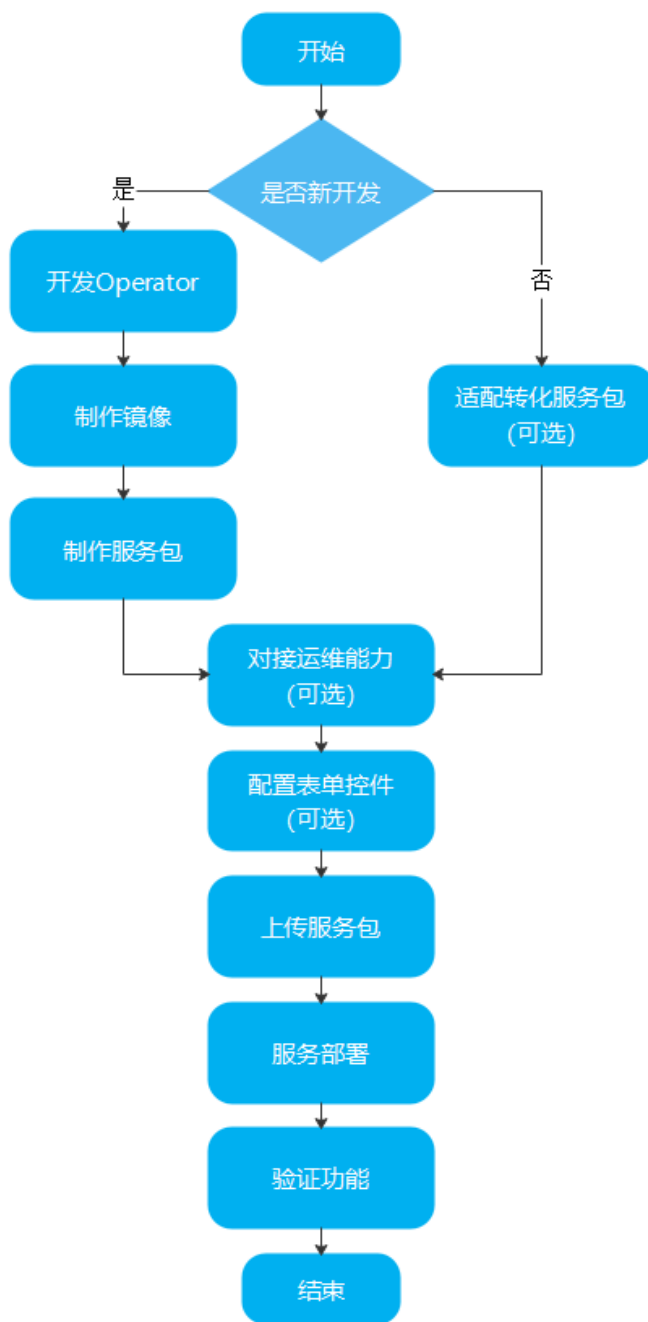 开始
是否新开发
是
否
开发Operator
制作镜像
适配转化服务包
(可选)
制作服务包
对接运维能力
(可选)
配置表单控件
(可选)
上传服务包
服务部署
验证功能
结束